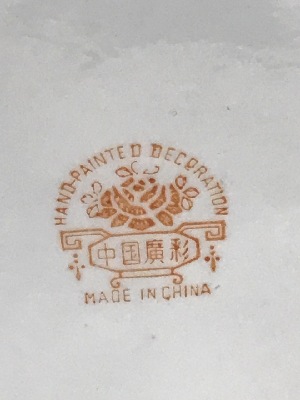 HAND-PAINTED DECORATION
中国廣彩
MADE IN CHINA